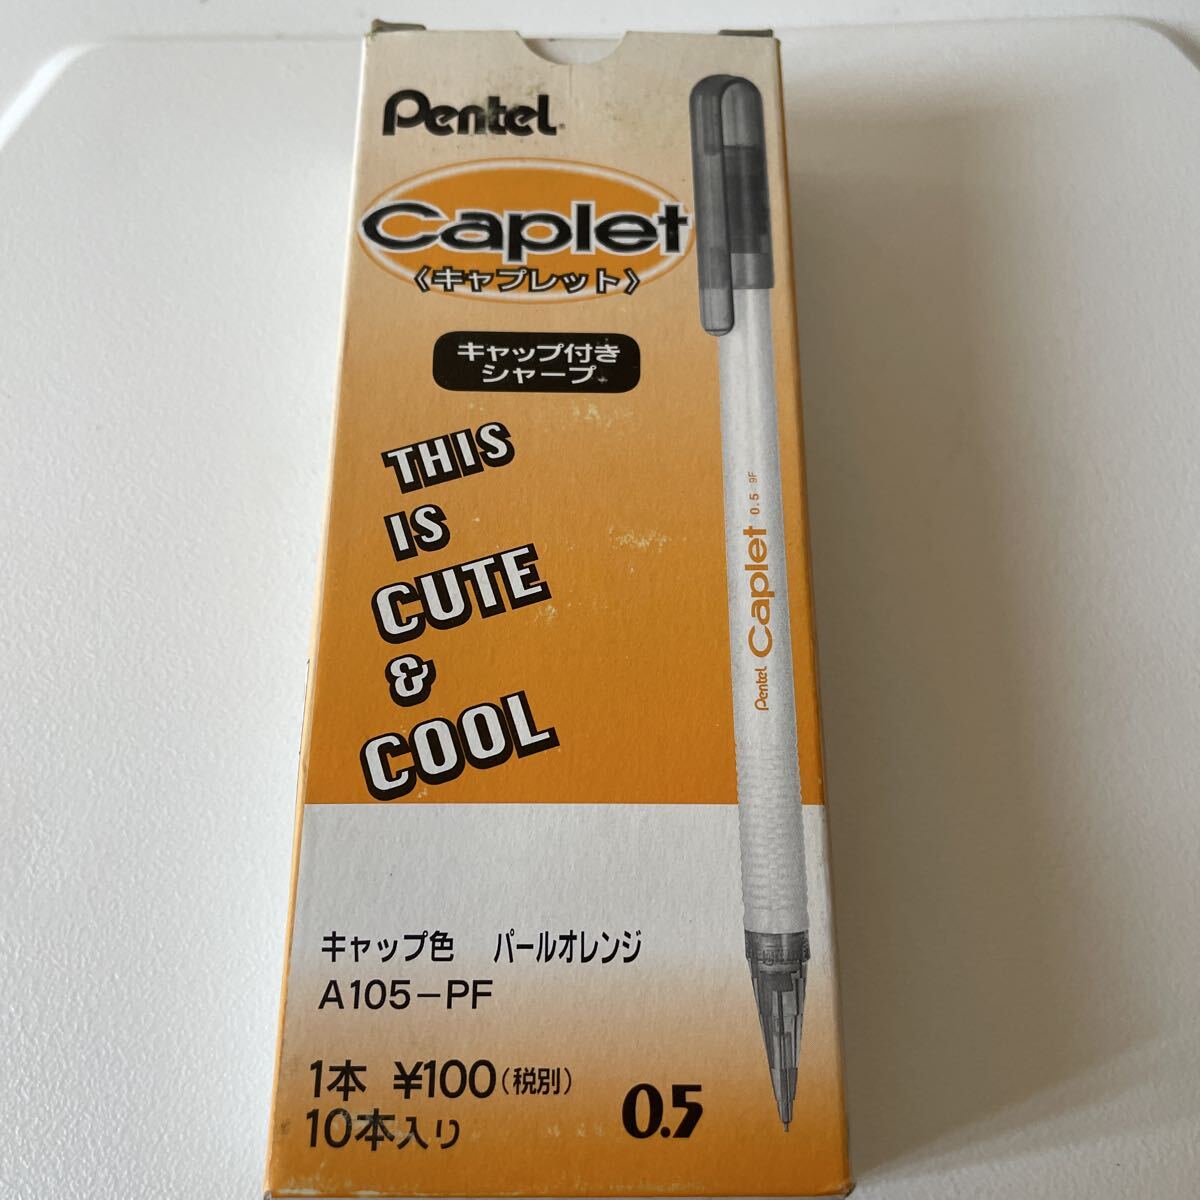 Pentel
Caplet
〈キャプレット〉
キャップ付き
シャープ
THIS
IS
CUTE
&
COOL
Pentel Caplet 0.5 9F
キャップ色 パールオレンジ
A105-PF
1本 ¥100(税別)
10本入り
0.5